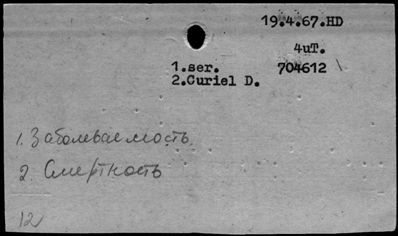 19.4.67.HD
4uT.
1.ser. 704612 \
2.Curiel D.
1. Заболеваемость
2. Смертность
12